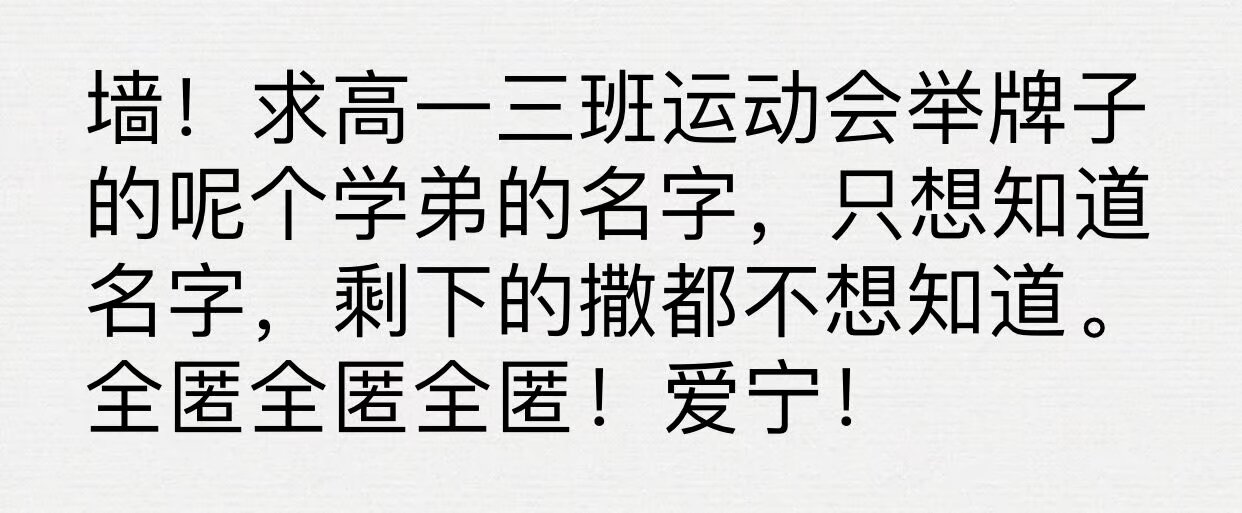 墙！求高一三班运动会举牌子
的呢个学弟的名字，只想知道
名字，剩下的撒都不想知道。
全匿全匿全匿！爱宁！